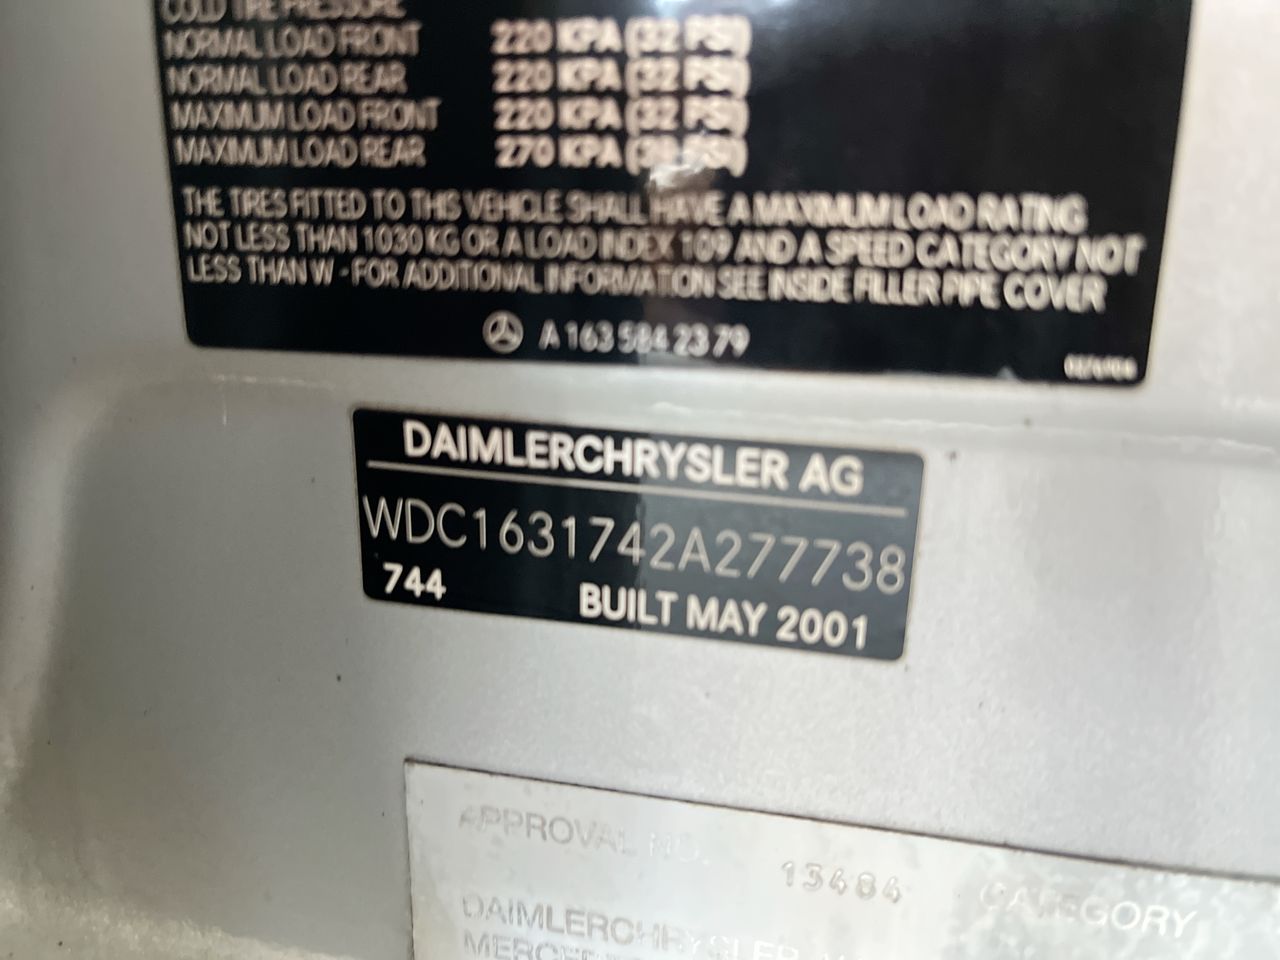 COLD TIRE PRESSURE
NORMAL LOAD FRONT 220 KPA (32 PSI)
NORMAL LOAD REAR 220 KPA (32 PSI)
MAXIMUM LOAD FRONT 220 KPA (32 PSI)
MAXIMUM LOAD REAR 270 KPA (39 PSI)
THE TIRES FITTED TO THIS VEHICLE SHALL HAVE A MAXIMUM LOAD RATING
NOT LESS THAN 1030 KG OR A LOAD INDEX 109 AND A SPEED CATEGORY NOT
LESS THAN W - FOR ADDITIONAL INFORMATION SEE INSIDE FILLER PIPE COVER
A 163 584 23 79
DAIMLERCHRYSLER AG
WDC1631742A277738
744 BUILT MAY 2001
APPROVAL NO. 13484 CATEGORY
DAIMLERCHRYSLER